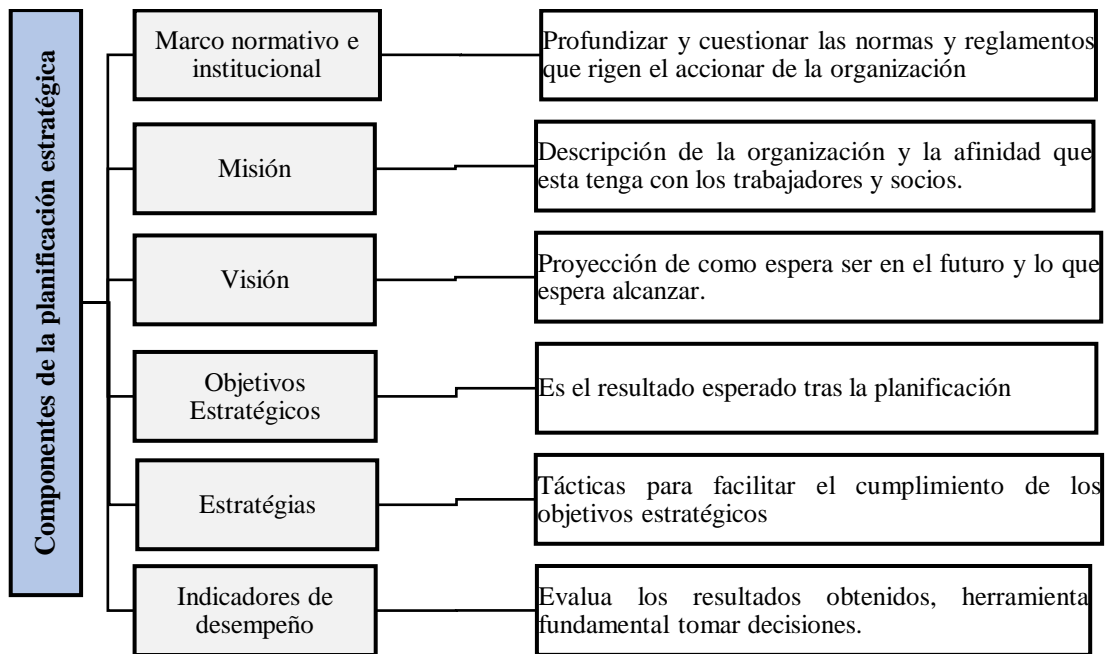 Componentes de la planificación estratégica
Marco normativo e
institucional
Profundizar y cuestionar las normas y reglamentos
que rigen el accionar de la organización
Misión
Descripción de la organización y la afinidad que
esta tenga con los trabajadores y socios.
Visión
Proyección de como espera ser en el futuro y lo que
espera alcanzar.
Objetivos
Estratégicos
Es el resultado esperado tras la planificación
Estratégias
Tácticas para facilitar el cumplimiento de los
objetivos estratégicos
Indicadores de
desempeño
Evalua los resultados obtenidos, herramienta
fundamental tomar decisiones.